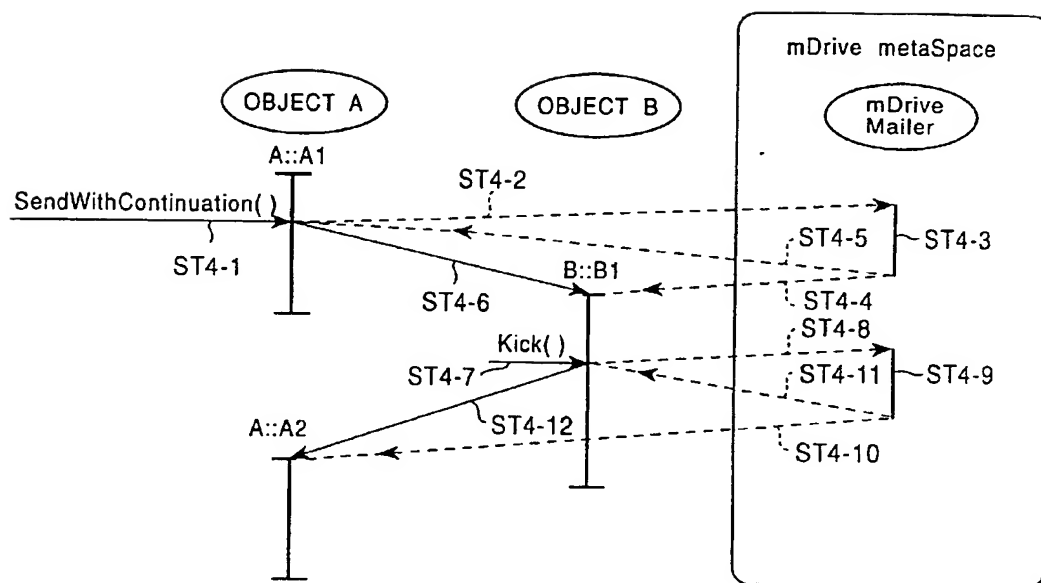 mDrive metaSpace
OBJECT A
OBJECT B
mDrive
Mailer
A::A1
SendWithContinuation()
ST4-1
ST4-2
ST4-5
ST4-3
B::B1
ST4-6
ST4-4
Kick()
ST4-8
ST4-7
ST4-11
ST4-9
A::A2
ST4-12
ST4-10